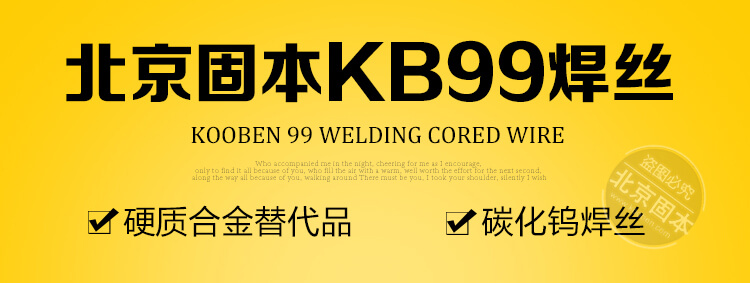 北京固本KB99焊丝
KOOBEN 99 WELDING CORED WIRE
Who accompanied me in the night, cheering for me as I encourage,
only to find it all because of you, who fill the air with a warm, well worth the effort for the next second.
along the way all because of you, walking around There must be you, I took your shoulder, silently I wish
盗图必究
北京固本
硬质合金替代品
碳化钨焊丝